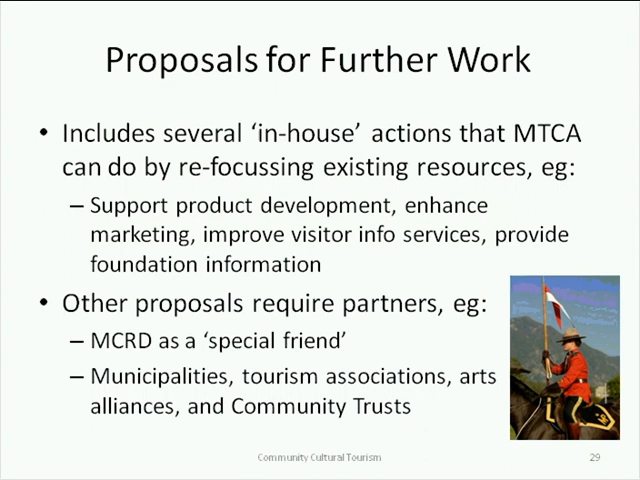 Proposals for Further Work
• Includes several ‘in-house’ actions that MTCA
can do by re-focussing existing resources, eg:
– Support product development, enhance
marketing, improve visitor info services, provide
foundation information
• Other proposals require partners, eg:
– MCRD as a ‘special friend’
– Municipalities, tourism associations, arts
alliances, and Community Trusts
Community Cultural Tourism
29